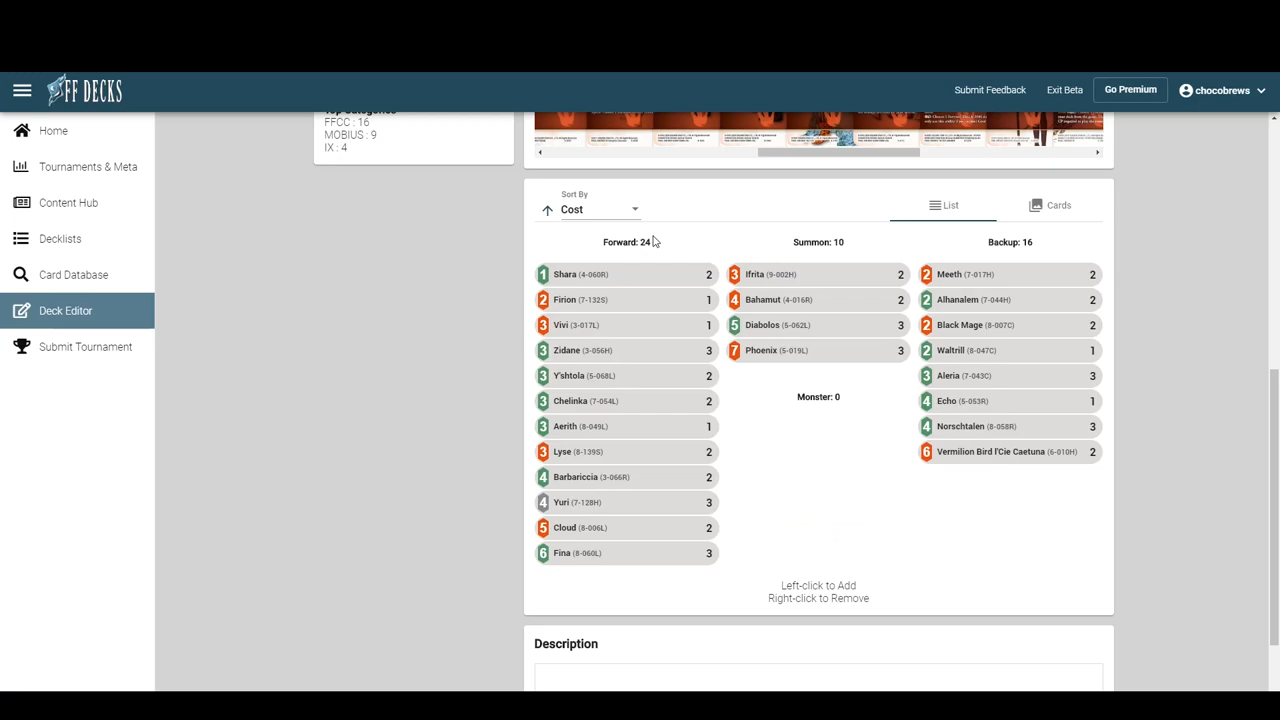 FF DECKS
Submit Feedback
Exit Beta
Go Premium
chocobrews
Home
Tournaments & Meta
Content Hub
Decklists
Card Database
Deck Editor
Submit Tournament
FFCC : 16
MOBIUS : 9
IX : 4
Sort By
Cost
List
Cards
Forward: 24
1 Shara (4-060R) 2
2 Firion (7-132S) 1
3 Vivi (3-017L) 1
3 Zidane (3-056H) 3
3 Y'shtola (5-068L) 2
3 Chelinka (7-054L) 2
3 Aerith (8-049L) 1
3 Lyse (8-139S) 2
4 Barbariccia (3-066R) 2
4 Yuri (7-128H) 3
5 Cloud (8-006L) 2
6 Fina (8-060L) 3
Summon: 10
3 Ifrita (9-002H) 2
4 Bahamut (4-016R) 2
5 Diabolos (5-062L) 3
7 Phoenix (5-019L) 3
Monster: 0
Backup: 16
2 Meeth (7-017H) 2
2 Alhanalem (7-044H) 2
2 Black Mage (8-007C) 2
2 Waltrill (8-047C) 1
3 Aleria (7-043C) 3
4 Echo (5-053R) 1
4 Norschtalen (8-058R) 3
6 Vermilion Bird l'Cie Caetuna (6-010H) 2
Left-click to Add
Right-click to Remove
Description